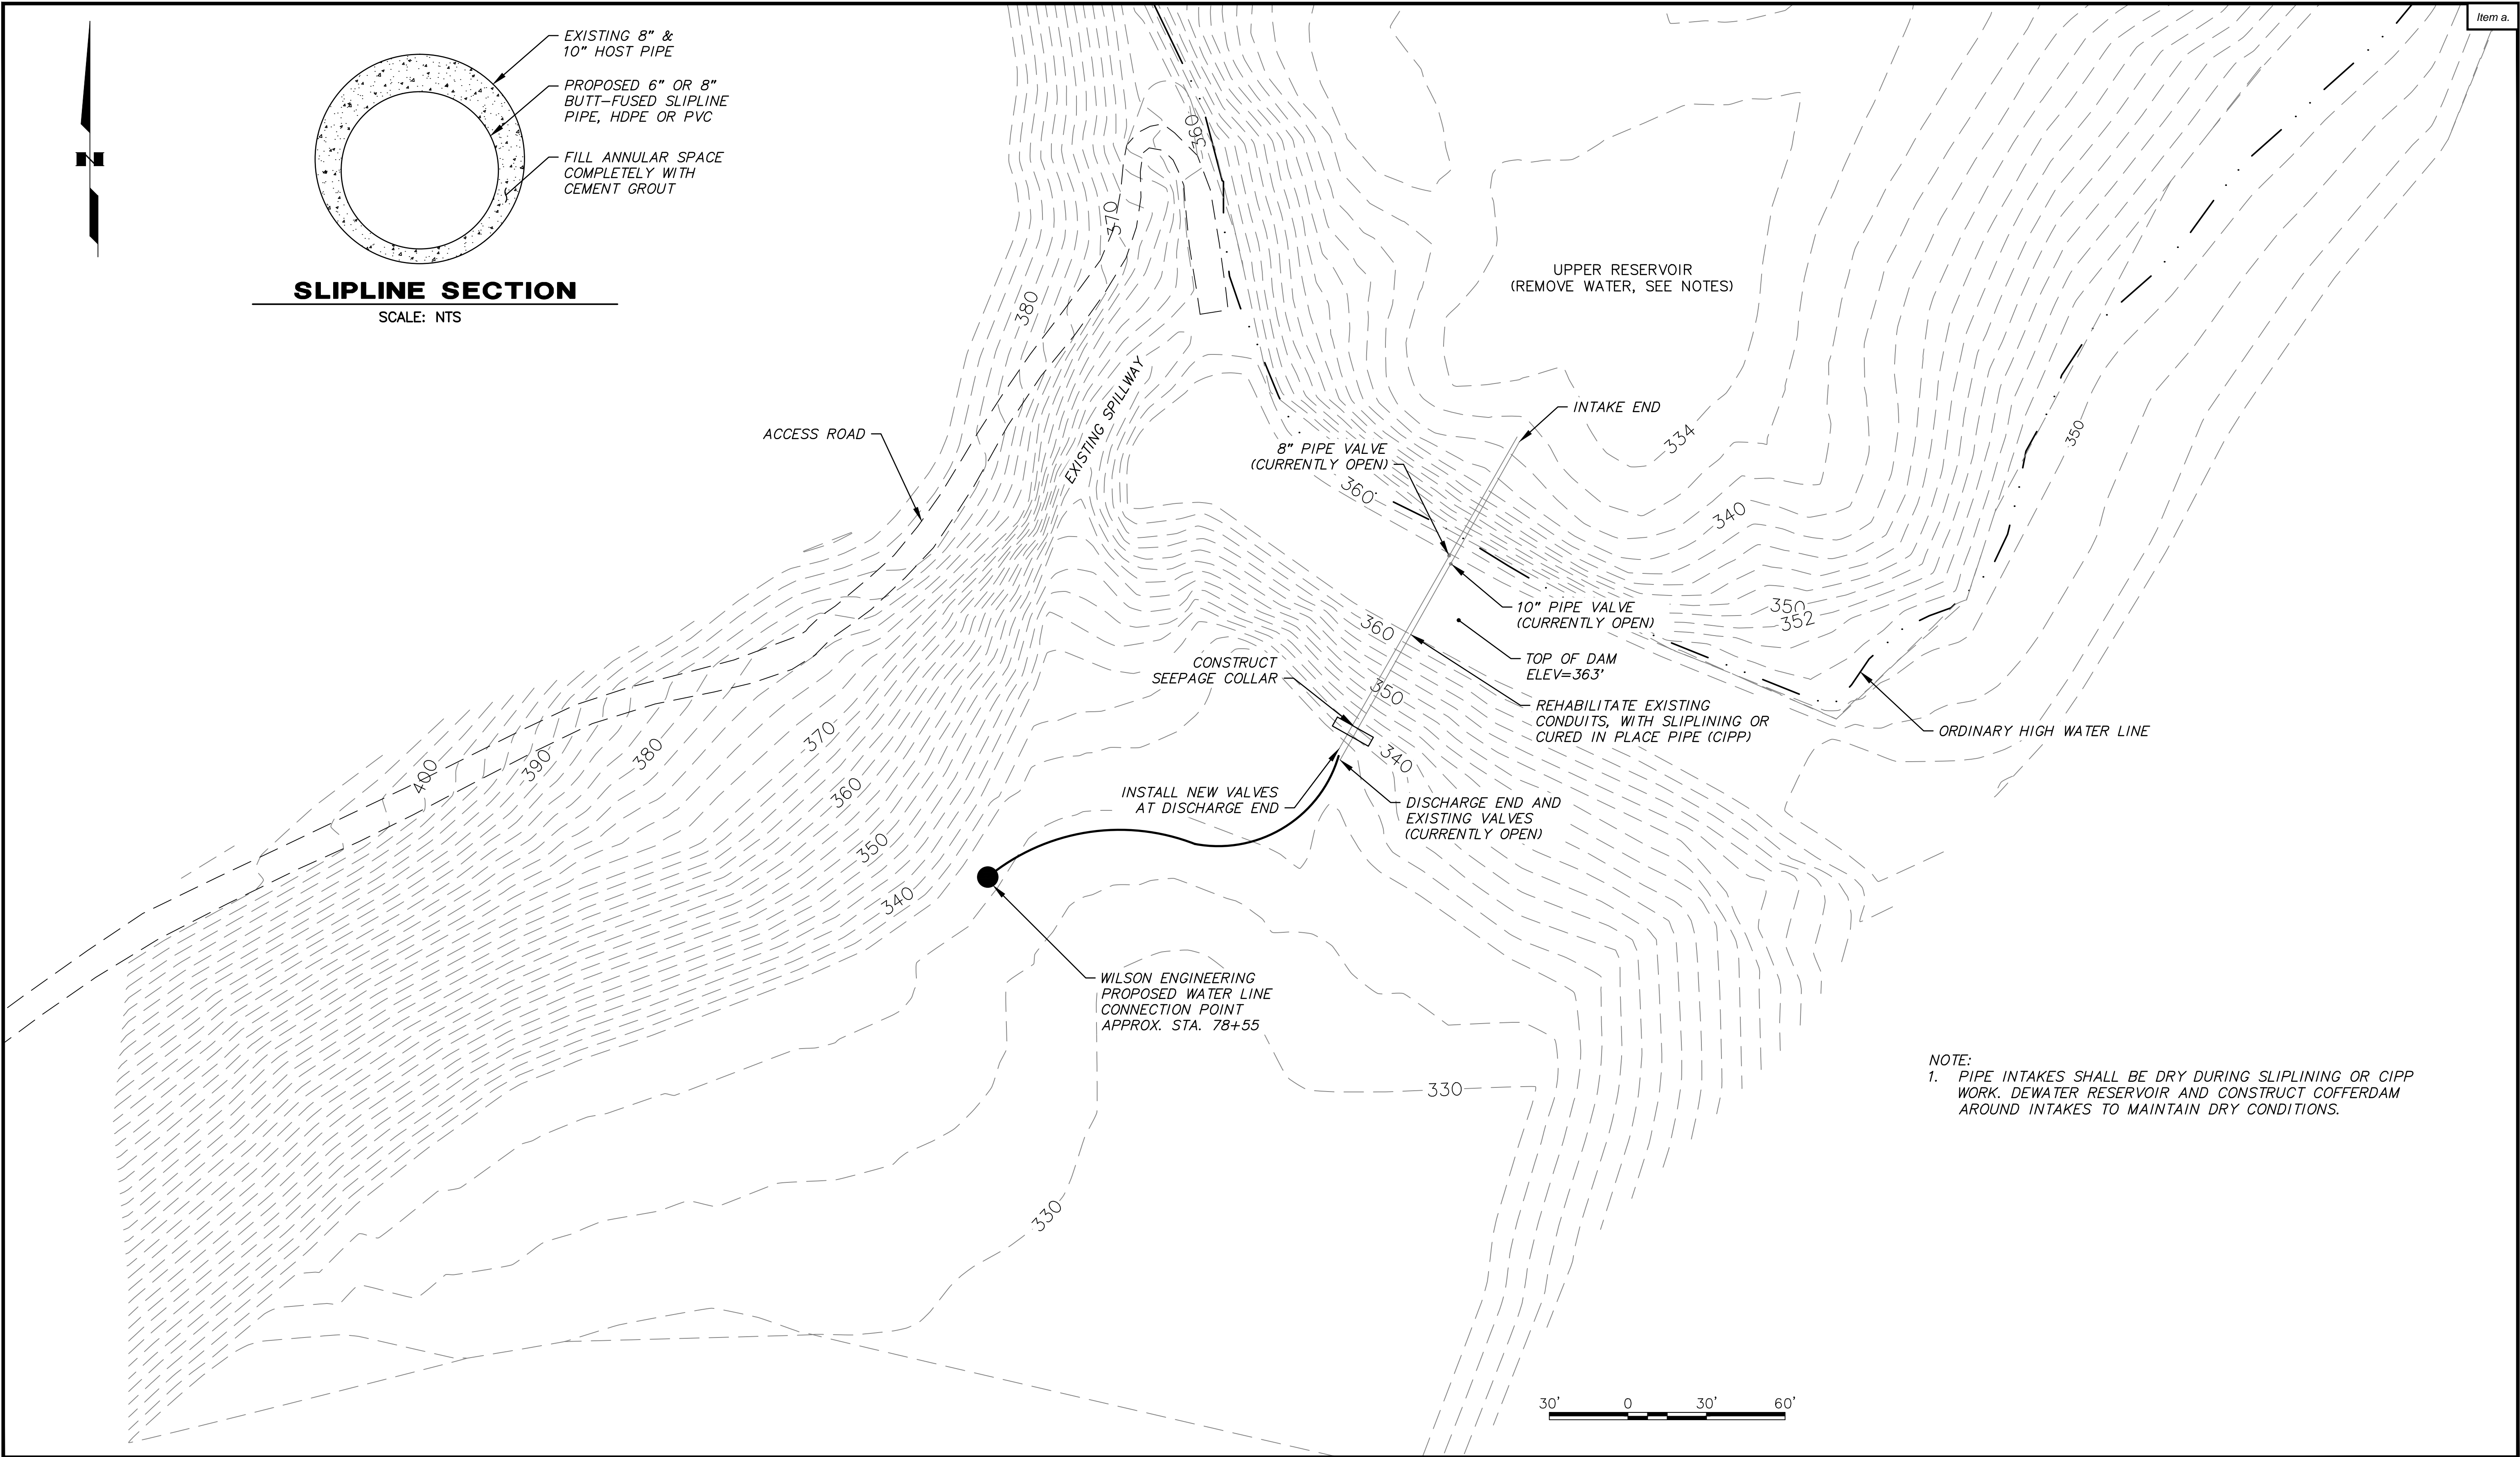 Item a.
EXISTING 8" &
10" HOST PIPE
PROPOSED 6" OR 8"
BUTT-FUSED SLIPLINE
PIPE, HDPE OR PVC
FILL ANNULAR SPACE
COMPLETELY WITH
CEMENT GROUT
SLIPLINE SECTION
SCALE: NTS
N
360
370
380
EXISTING SPILLWAY
UPPER RESERVOIR
(REMOVE WATER, SEE NOTES)
ACCESS ROAD
INTAKE END
8" PIPE VALVE
(CURRENTLY OPEN)
334
350
360
340
10" PIPE VALVE
(CURRENTLY OPEN)
350
352
360
TOP OF DAM
ELEV=363'
CONSTRUCT
SEEPAGE COLLAR
350
REHABILITATE EXISTING
CONDUITS, WITH SLIPLINING OR
CURED IN PLACE PIPE (CIPP)
ORDINARY HIGH WATER LINE
340
400
390
380
370
360
350
340
INSTALL NEW VALVES
AT DISCHARGE END
DISCHARGE END AND
EXISTING VALVES
(CURRENTLY OPEN)
WILSON ENGINEERING
PROPOSED WATER LINE
CONNECTION POINT
APPROX. STA. 78+55
330
330
NOTE:
1. PIPE INTAKES SHALL BE DRY DURING SLIPLINING OR CIPP
WORK. DEWATER RESERVOIR AND CONSTRUCT COFFERDAM
AROUND INTAKES TO MAINTAIN DRY CONDITIONS.
30' 0 30' 60'